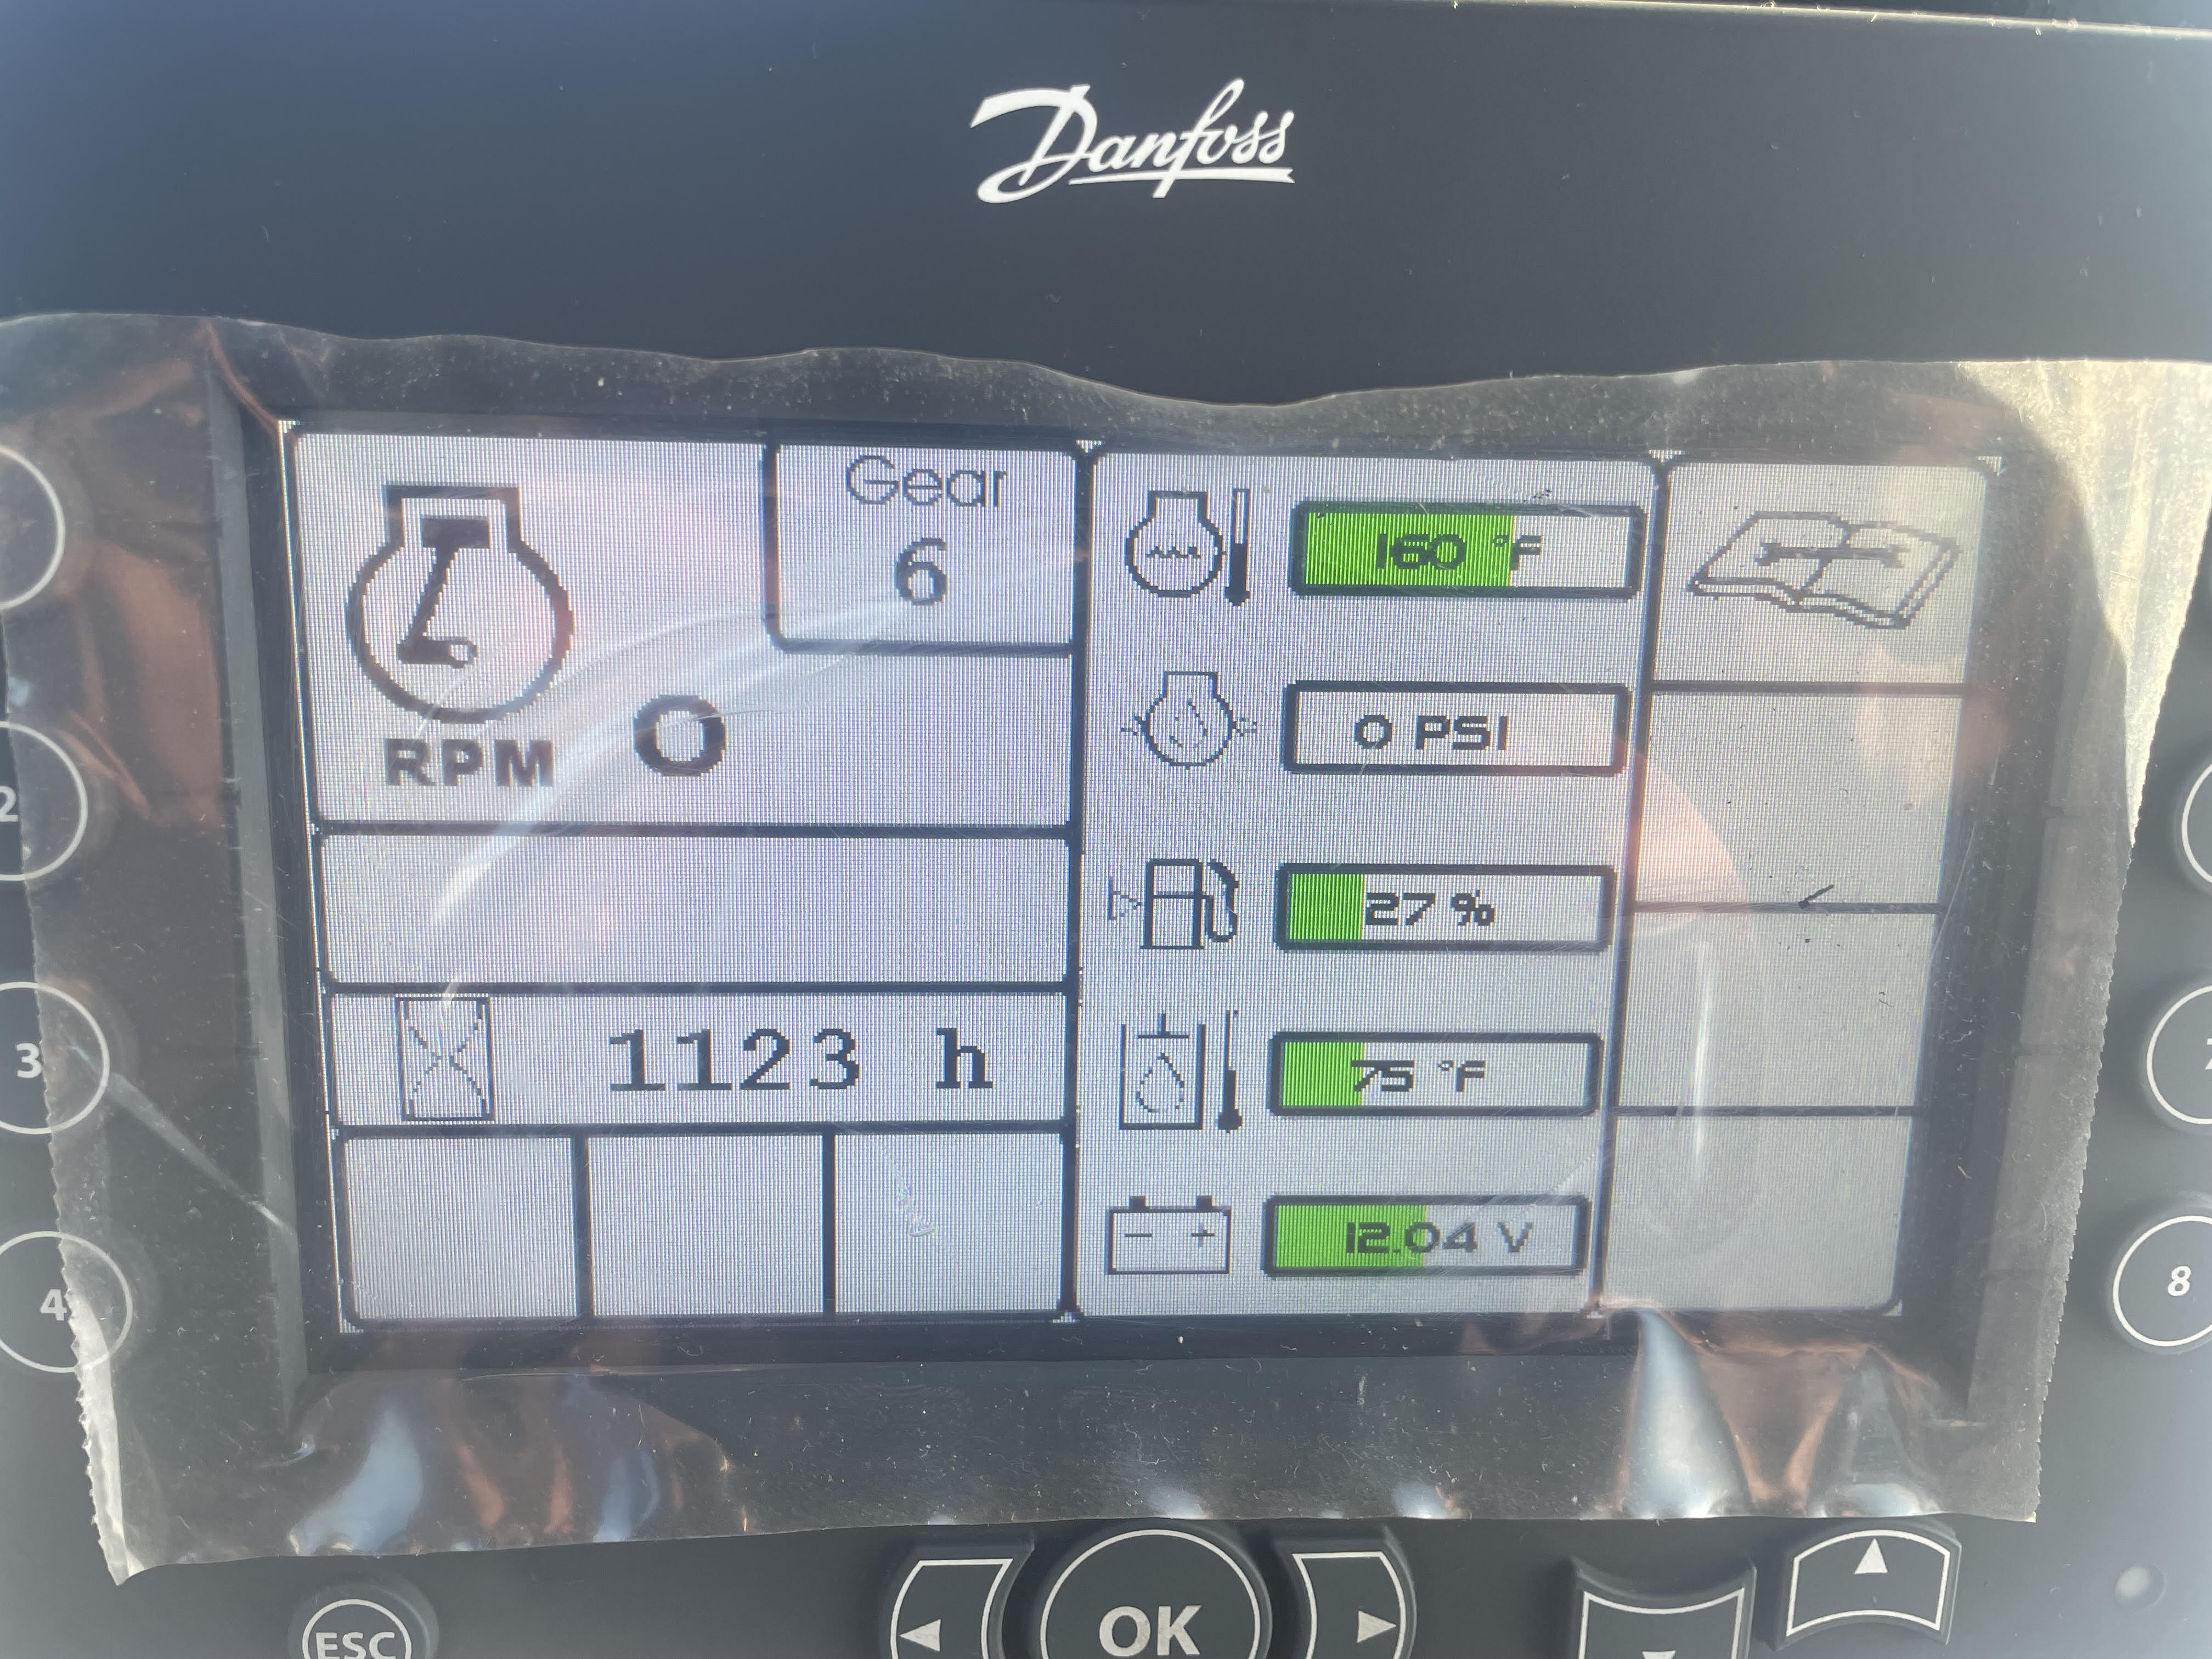 Danfoss
Gear
6
RPM 0
1123 h
160 °F
0 PSI
27 %
75 °F
- +
12.04 V
2
3
4
8
ESC
OK